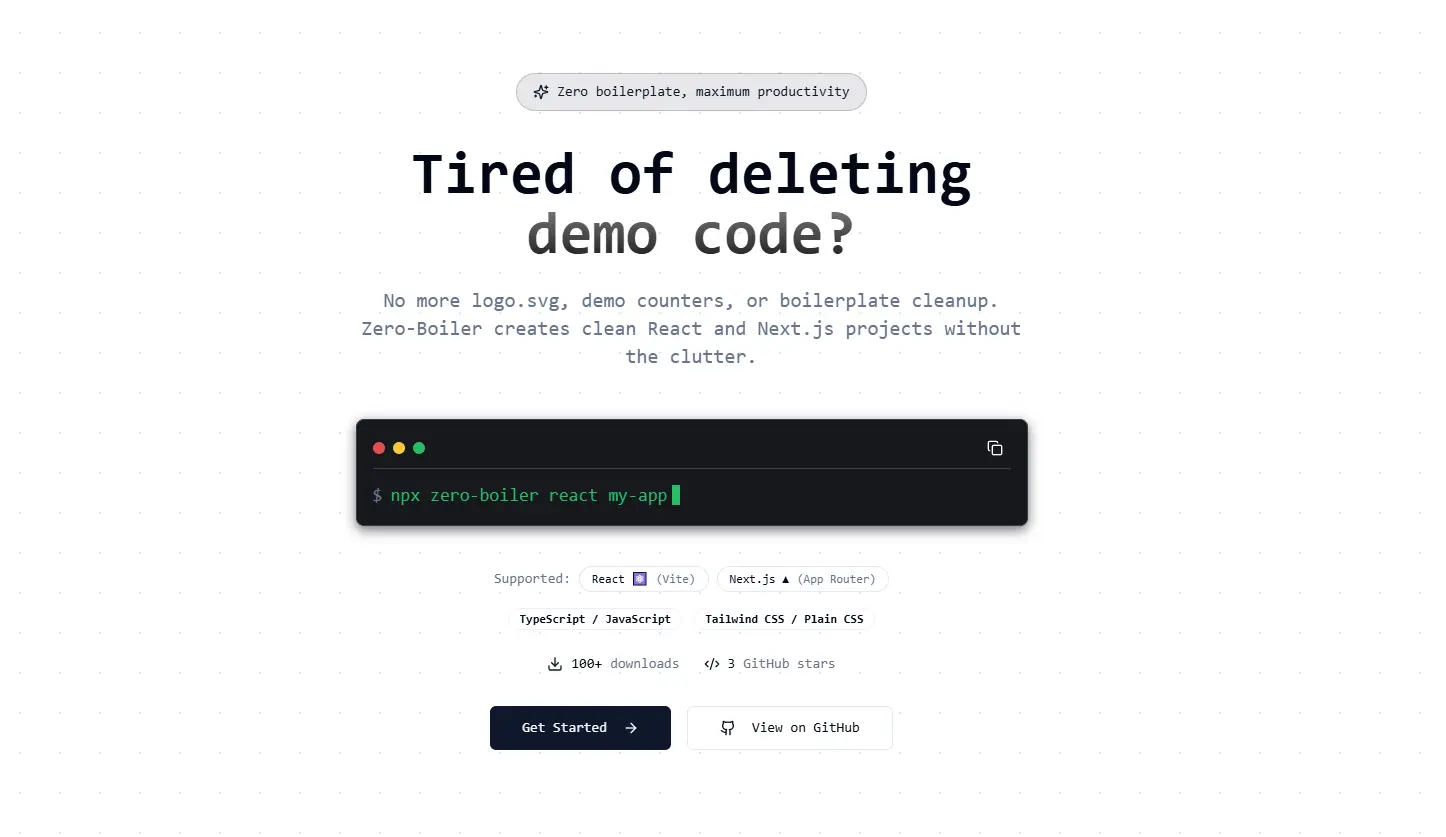 Zero boilerplate, maximum productivity
Tired of deleting
demo code?
No more logo.svg, demo counters, or boilerplate cleanup.
Zero-Boiler creates clean React and Next.js projects without
the clutter.
$ npx zero-boiler react my-app
Supported: React ⚛ (Vite) Next.js ▲ (App Router)
TypeScript / JavaScript Tailwind CSS / Plain CSS
100+ downloads 3 GitHub stars
Get Started → View on GitHub